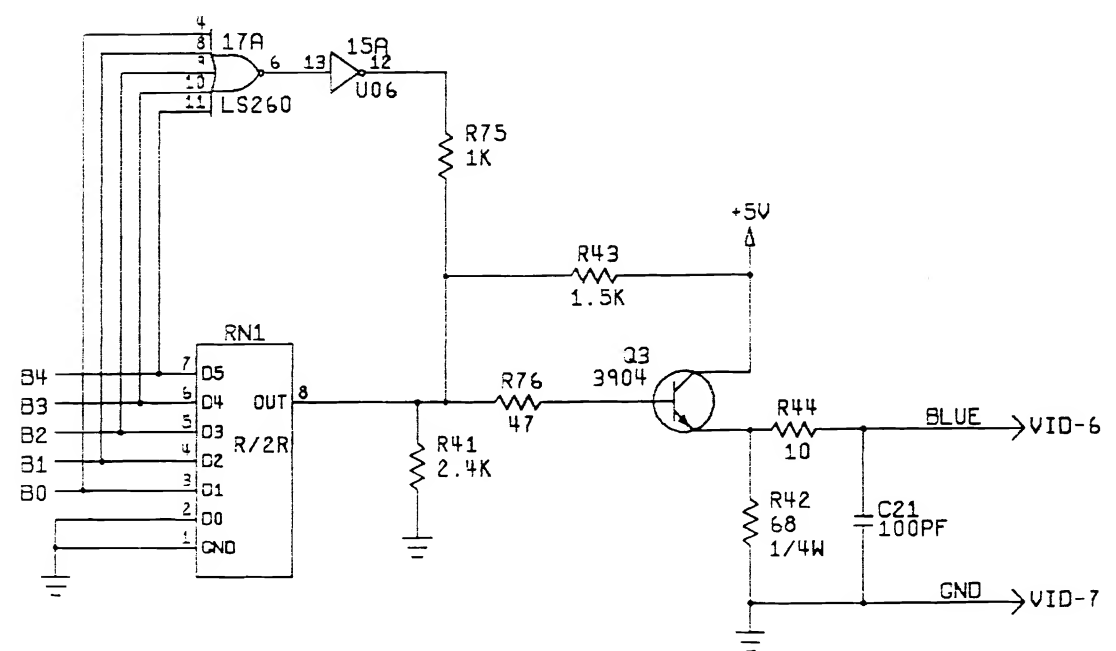 4
8 17A 15A
9 6 13 12
10
11 LS260 U06
R75
1K
+5V
R43
1.5K
RN1
Q3
3904
B4 7 D5
B3 6 D4 OUT 8 R76
47
B2 5 D3 R/2R
B1 4 D2
B0 3 D1
2 D0
1 GND
R41
2.4K
R44
10
BLUE VID-6
R42
68
1/4W
C21
100PF
GND VID-7